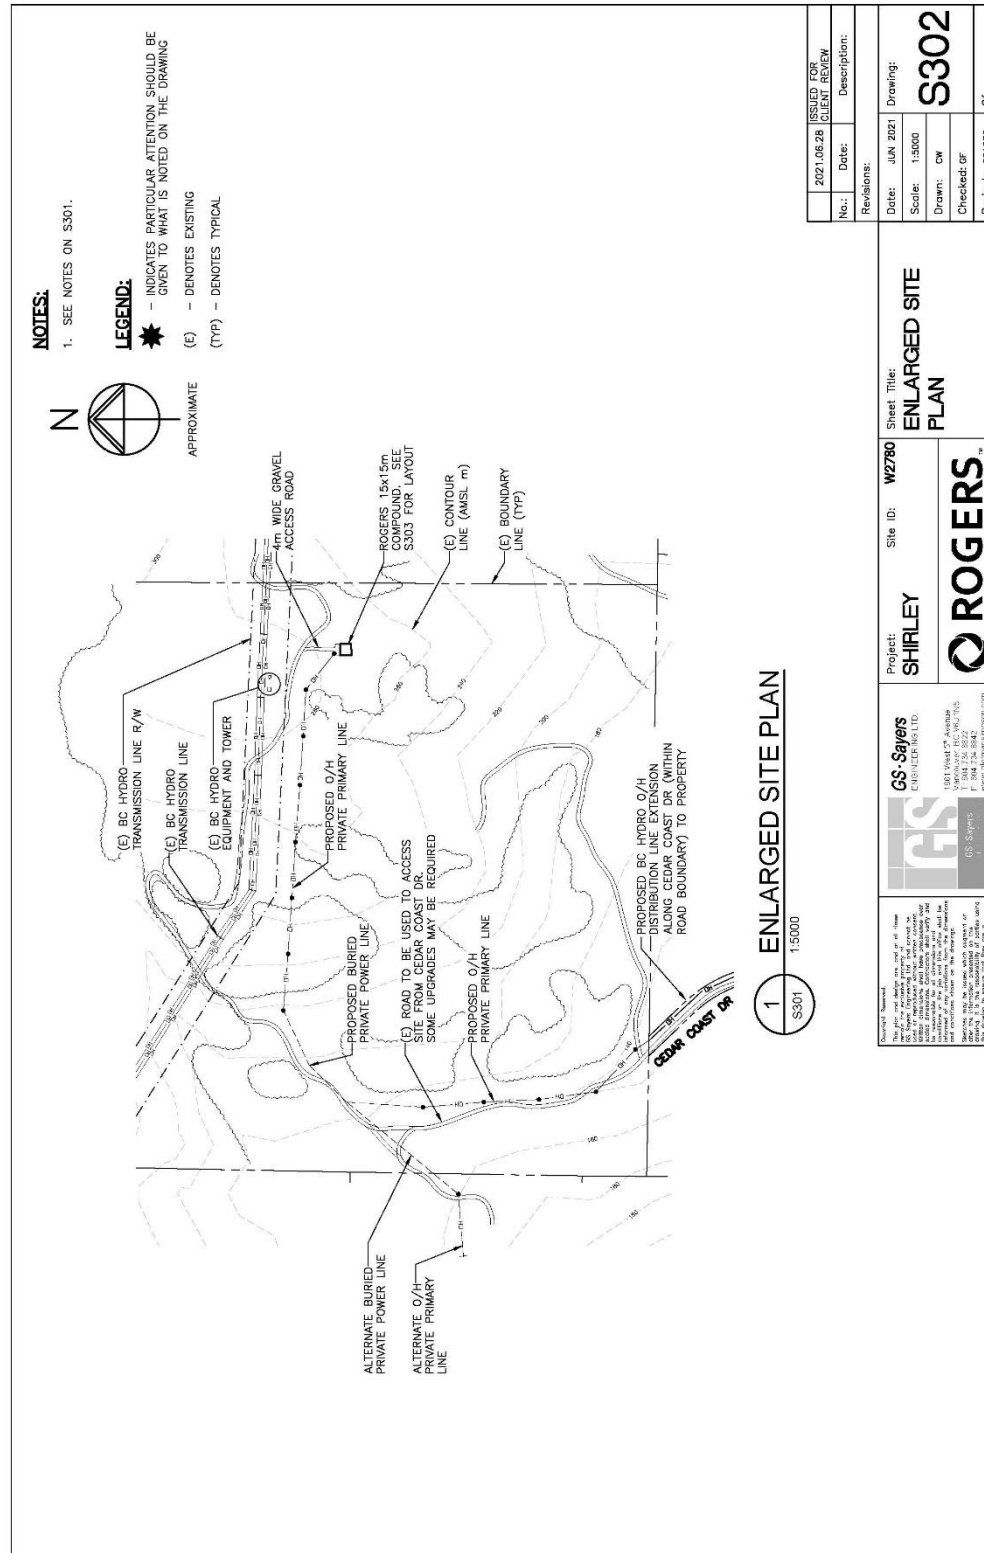 NOTES:
1. SEE NOTES ON S301.
LEGEND:
- INDICATES PARTICULAR ATTENTION SHOULD BE
GIVEN TO WHAT IS NOTED ON THE DRAWING
(E) - DENOTES EXISTING
(TYP) - DENOTES TYPICAL
N
APPROXIMATE
(E) BC HYDRO
TRANSMISSION LINE R/W
(E) BC HYDRO
TRANSMISSION LINE
(E) BC HYDRO
EQUIPMENT AND TOWER
4m WIDE GRAVEL
ACCESS ROAD
PROPOSED O/H
PRIVATE PRIMARY LINE
ROGERS 15x15m
COMPOUND. SEE
S303 FOR LAYOUT
PROPOSED BURIED
PRIVATE POWER LINE
(E) ROAD TO BE USED TO ACCESS
SITE FROM CEDAR COAST DR.
SOME UPGRADES MAY BE REQUIRED
(E) CONTOUR
LINE (AMSL m)
ALTERNATE BURIED
PRIVATE POWER LINE
PROPOSED O/H
PRIVATE PRIMARY LINE
(E) BOUNDARY
LINE (TYP)
ALTERNATE O/H
PRIVATE PRIMARY
LINE
PROPOSED BC HYDRO O/H
DISTRIBUTION LINE EXTENSION
ALONG CEDAR COAST DR (WITHIN
ROAD BOUNDARY) TO PROPERTY
CEDAR COAST DR
1
S301
ENLARGED SITE PLAN
1:5000
2021.06.28 ISSUED FOR
CLIENT REVIEW
No.: Date: Description:
Revisions:
GS·Sayers
ENGINEERING LTD.
Project: SHIRLEY
Site ID: W2780
ROGERS™
Sheet Title:
ENLARGED SITE
PLAN
Date: JUN 2021
Scale: 1:5000
Drawn: CW
Checked: GF
Drawing:
S302